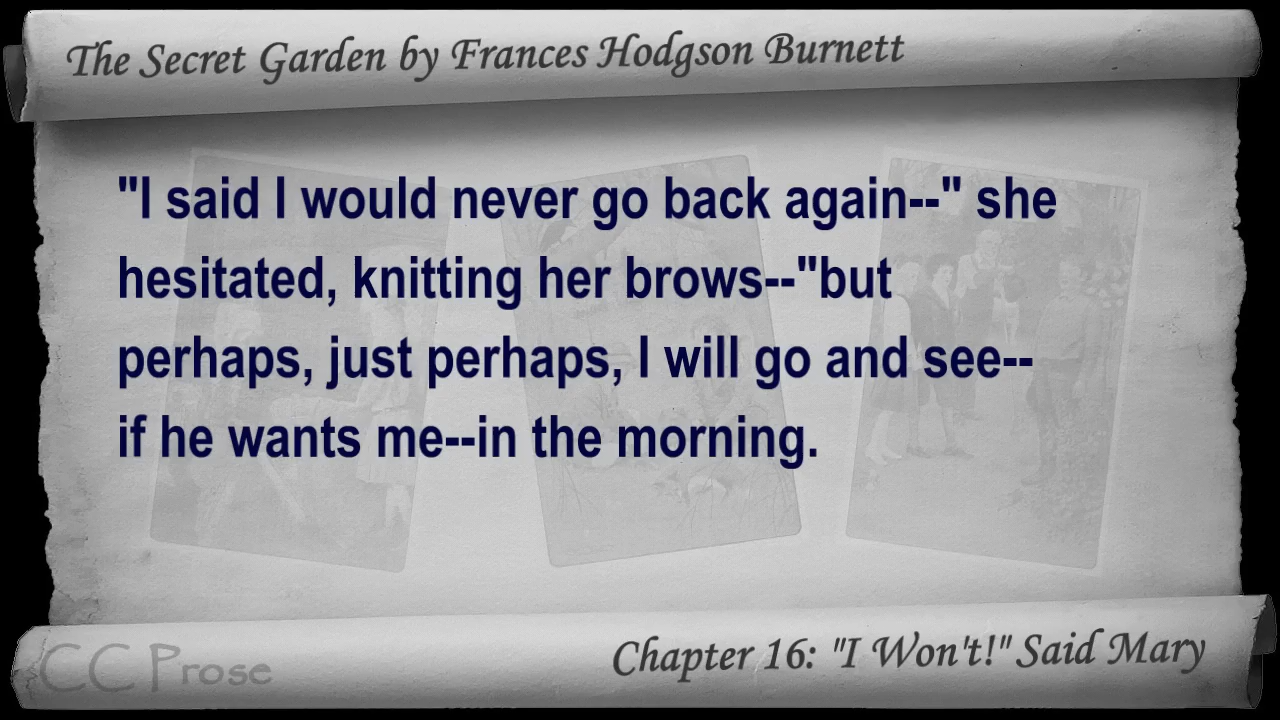 The Secret Garden by Frances Hodgson Burnett
"I said I would never go back again--" she
hesitated, knitting her brows--"but
perhaps, just perhaps, I will go and see--
if he wants me--in the morning.
CC Prose
Chapter 16: "I Won't!" Said Mary